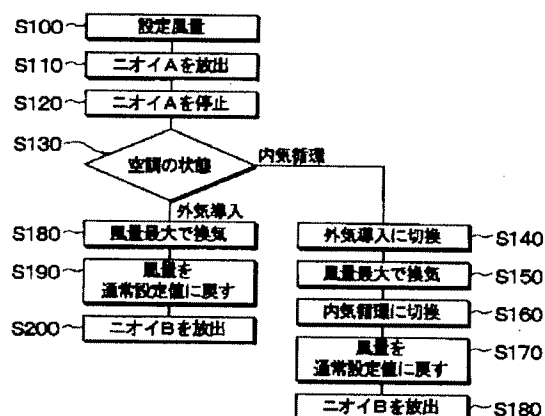 S100 設定風量
S110 ニオイAを放出
S120 ニオイAを停止
S130 空調の状態
内気循環
外気導入
S180 風量最大で換気
S190 風量を
通常設定値に戻す
S200 ニオイBを放出
外気導入に切換 S140
風量最大で換気 S150
内気循環に切換 S160
風量を
通常設定値に戻す S170
ニオイBを放出 S180